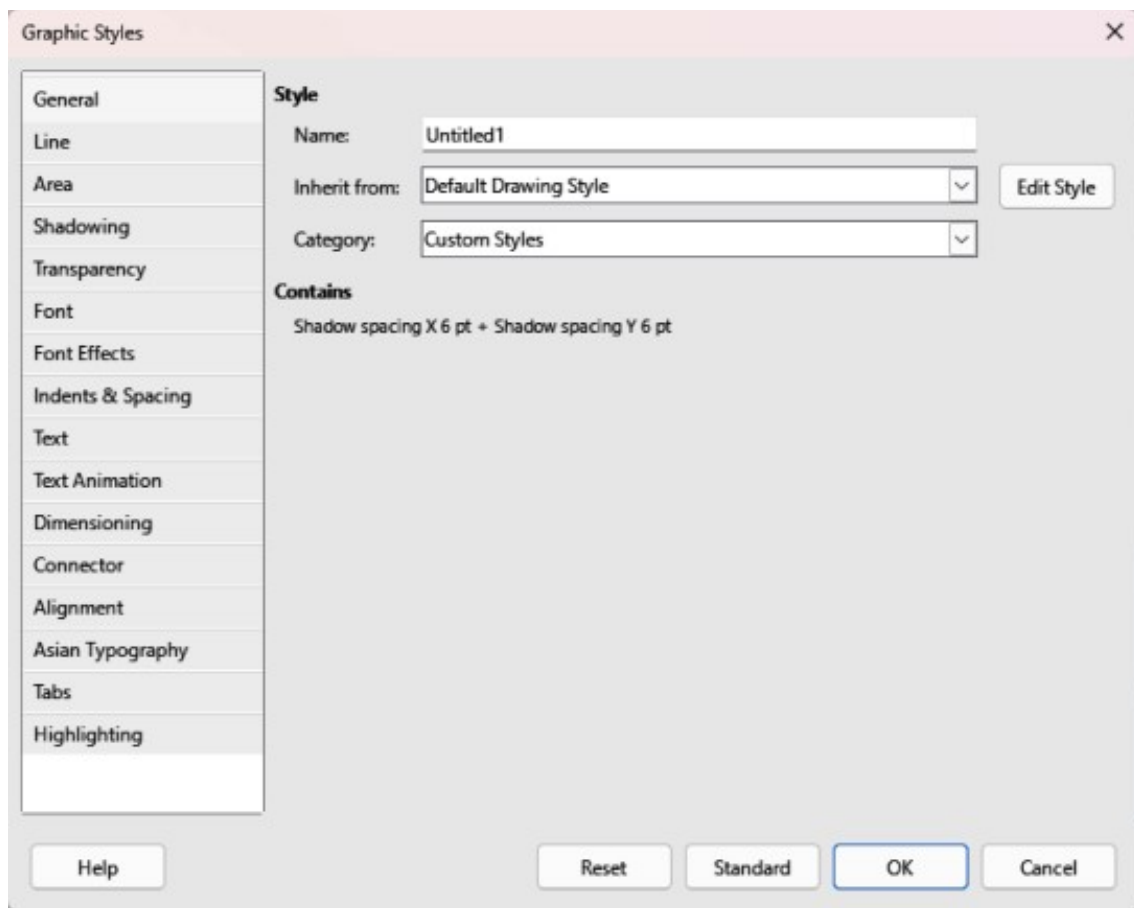 Graphic Styles
General
Line
Area
Shadowing
Transparency
Font
Font Effects
Indents & Spacing
Text
Text Animation
Dimensioning
Connector
Alignment
Asian Typography
Tabs
Highlighting
Style
Name: Untitled1
Inherit from: Default Drawing Style Edit Style
Category: Custom Styles
Contains
Shadow spacing X 6 pt + Shadow spacing Y 6 pt
Help Reset Standard OK Cancel